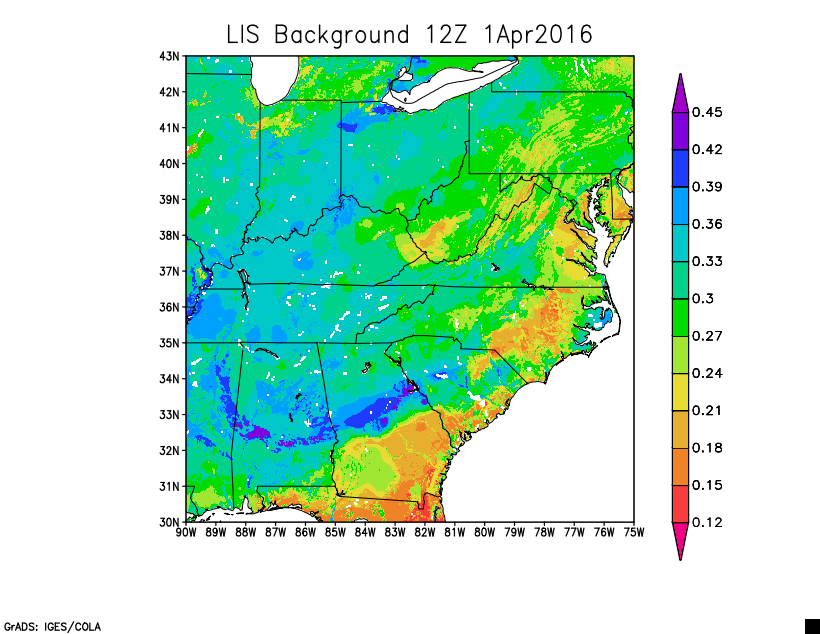 LIS Background 12Z 1Apr2016
43N
42N
41N
40N
39N
38N
37N
36N
35N
34N
33N
32N
31N
30N
90W 89W 88W 87W 86W 85W 84W 83W 82W 81W 80W 79W 78W 77W 76W 75W
0.45
0.42
0.39
0.36
0.33
0.3
0.27
0.24
0.21
0.18
0.15
0.12
GrADS: IGES/COLA